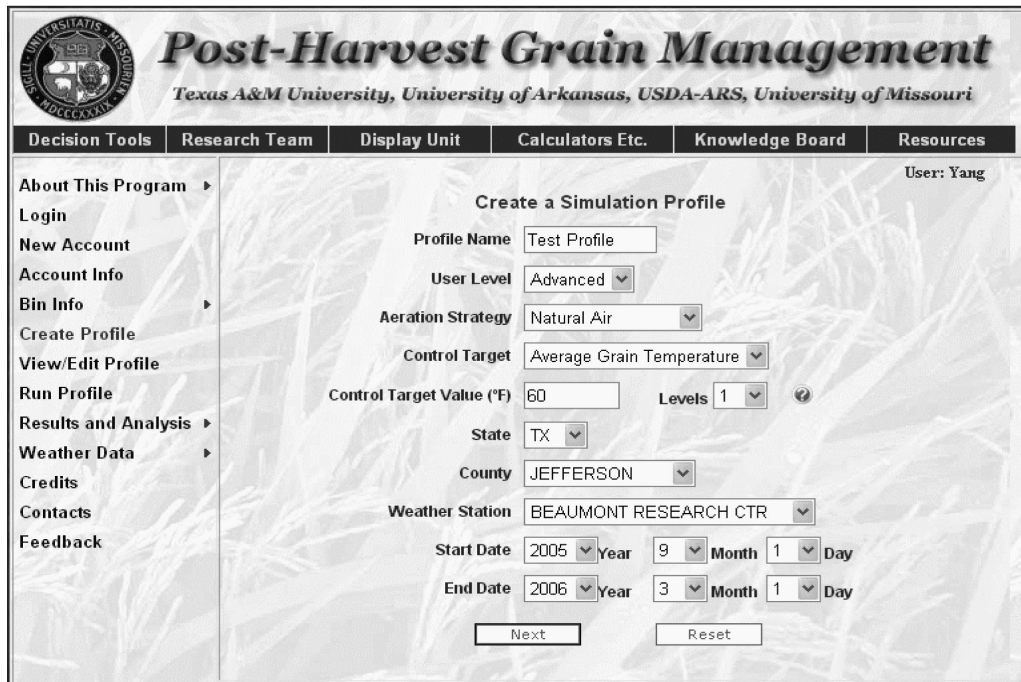 SIGILL • UNIVERSITATIS • MISSOURIEN
MDCCCXXXIX
Post-Harvest Grain Management
Texas A&M University, University of Arkansas, USDA-ARS, University of Missouri
Decision Tools Research Team Display Unit Calculators Etc. Knowledge Board Resources
User: Yang
About This Program
Login
New Account
Account Info
Bin Info
Create Profile
View/Edit Profile
Run Profile
Results and Analysis
Weather Data
Credits
Contacts
Feedback
Create a Simulation Profile
Profile Name Test Profile
User Level Advanced
Aeration Strategy Natural Air
Control Target Average Grain Temperature
Control Target Value (°F) 60 Levels 1 ?
State TX
County JEFFERSON
Weather Station BEAUMONT RESEARCH CTR
Start Date 2005 Year 9 Month 1 Day
End Date 2006 Year 3 Month 1 Day
Next Reset